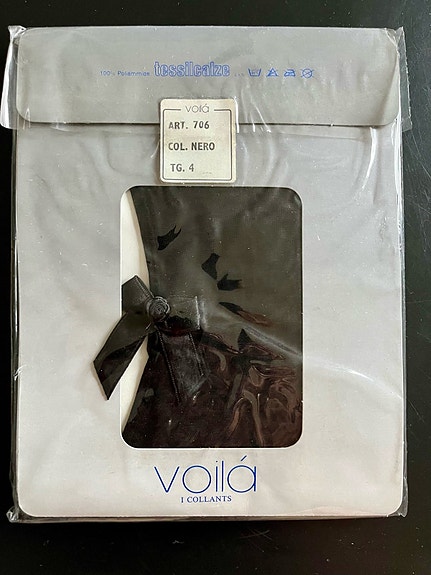 100% Poliammide tessilcalze
voilá
ART. 706
COL. NERO
TG. 4
voilá
I COLLANTS